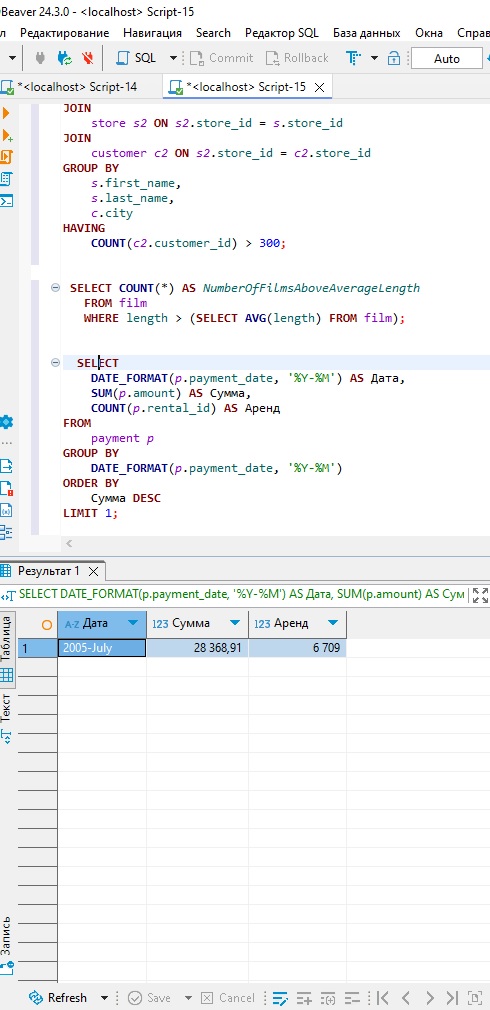 DBeaver 24.3.0 - <localhost> Script-15
л Редактирование Навигация Search Редактор SQL База данных Окна Справка
SQL Commit Rollback Auto
*<localhost> Script-14 *<localhost> Script-15
JOIN
store s2 ON s2.store_id = s.store_id
JOIN
customer c2 ON s2.store_id = c2.store_id
GROUP BY
s.first_name,
s.last_name,
c.city
HAVING
COUNT(c2.customer_id) > 300;
SELECT COUNT(*) AS NumberOfFilmsAboveAverageLength
FROM film
WHERE length > (SELECT AVG(length) FROM film);
SELECT
DATE_FORMAT(p.payment_date, '%Y-%M') AS Дата,
SUM(p.amount) AS Сумма,
COUNT(p.rental_id) AS Аренд
FROM
payment p
GROUP BY
DATE_FORMAT(p.payment_date, '%Y-%M')
ORDER BY
Сумма DESC
LIMIT 1;
Результат 1
SELECT DATE_FORMAT(p.payment_date, '%Y-%M') AS Дата, SUM(p.amount) AS Сум
Таблица
Текст
Запись
A-Z Дата 123 Сумма 123 Аренд
1 2005-July 28 368,91 6 709
Refresh Save Cancel